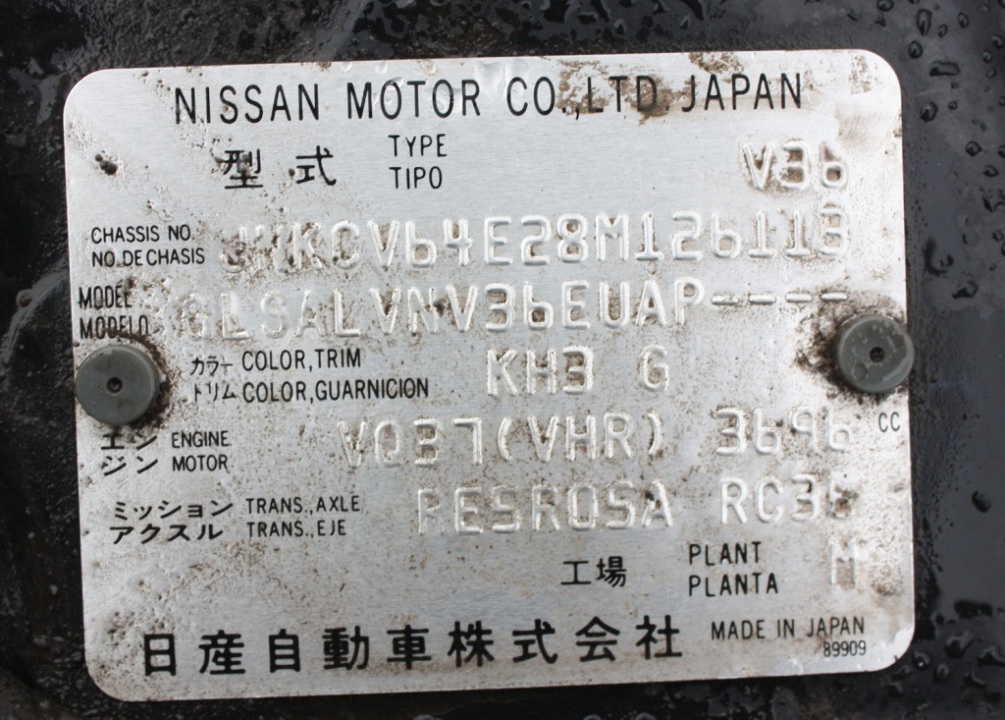 NISSAN MOTOR CO.,LTD. JAPAN
型式 TYPE V36
TIPO
CHASSIS NO. JNKCV64E28M126113
NO. DE CHASIS
MODEL GLSALVNV36EUAP----
MODELO
カラー COLOR,TRIM KH3 G
トリム COLOR,GUARNICION
エン ENGINE VQ37(VHR) 3696 CC
ジン MOTOR
ミッション TRANS.,AXLE RE5R05A RC36
アクスル TRANS.,EJE
工場 PLANT M
PLANTA
日産自動車株式会社 MADE IN JAPAN
89909